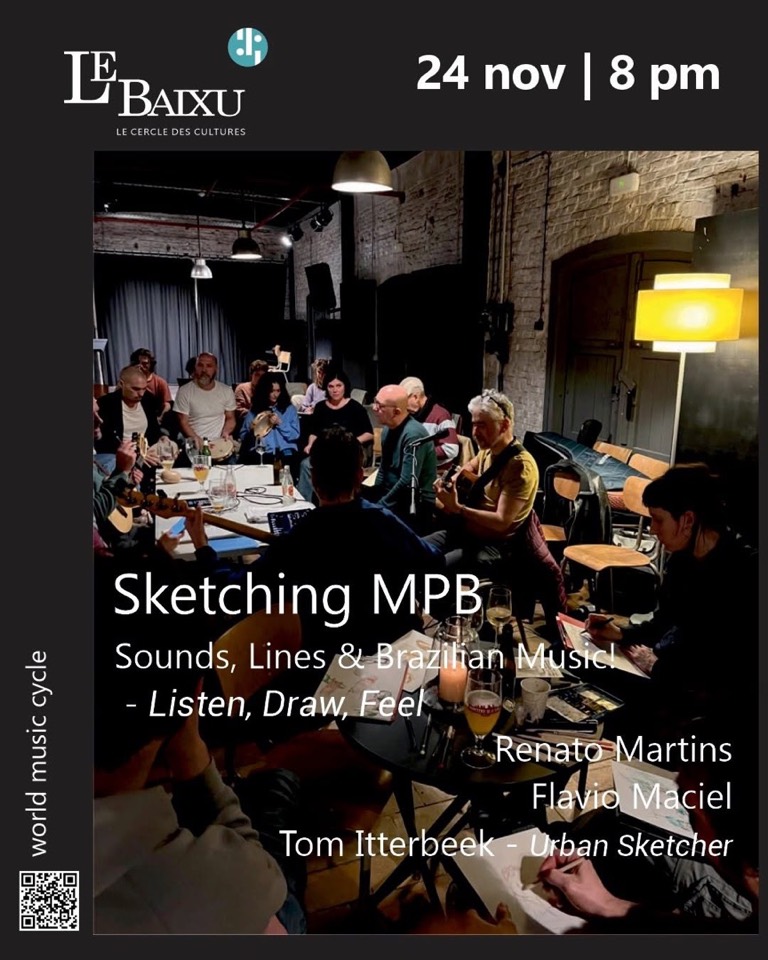 LE BAIXU
LE CERCLE DES CULTURES
24 nov | 8 pm
Sketching MPB
Sounds, Lines & Brazilian Music!
- Listen, Draw, Feel
Renato Martins
Flavio Maciel
Tom Itterbeek - Urban Sketcher
world music cycle